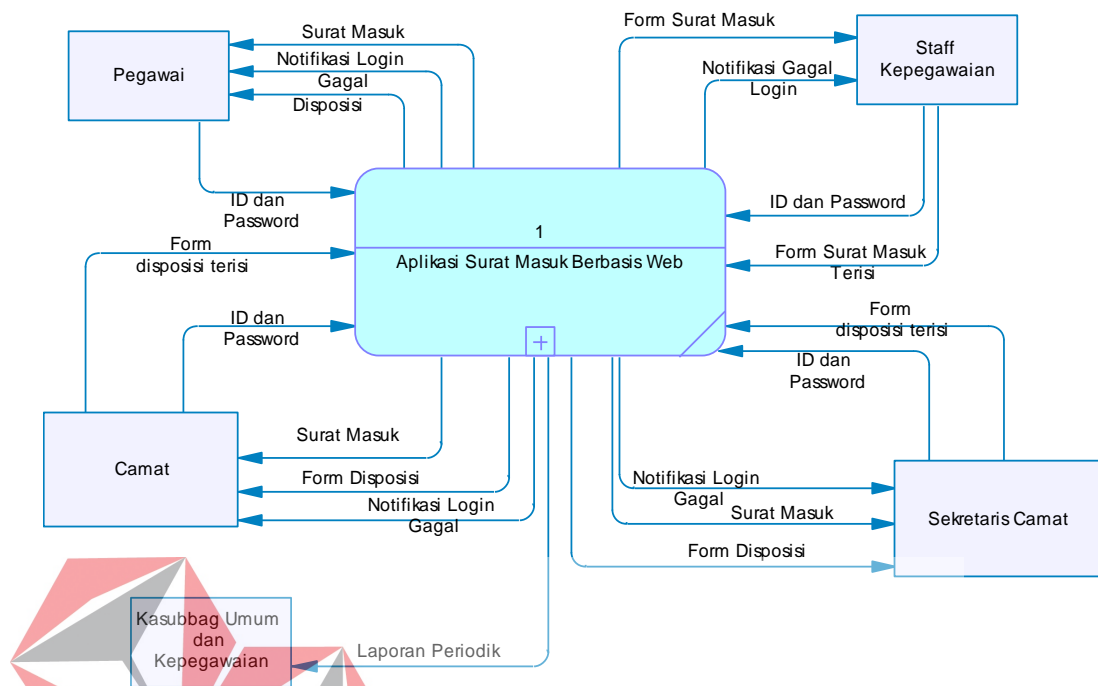 Form Surat Masuk
Surat Masuk
Staff
Kepegawaian
Notifikasi Login
Gagal
Pegawai
Notifikasi Gagal
Login
Disposisi
ID dan
Password
ID dan Password
1
Form
disposisi terisi
Aplikasi Surat Masuk Berbasis Web
Form Surat Masuk
Terisi
ID dan
Password
Form
disposisi terisi
ID dan
Password
Surat Masuk
Camat
Form Disposisi
Notifikasi Login
Gagal
Notifikasi Login
Gagal
Surat Masuk
Sekretaris Camat
Form Disposisi
Kasubbag Umum
dan
Kepegawaian
Laporan Periodik